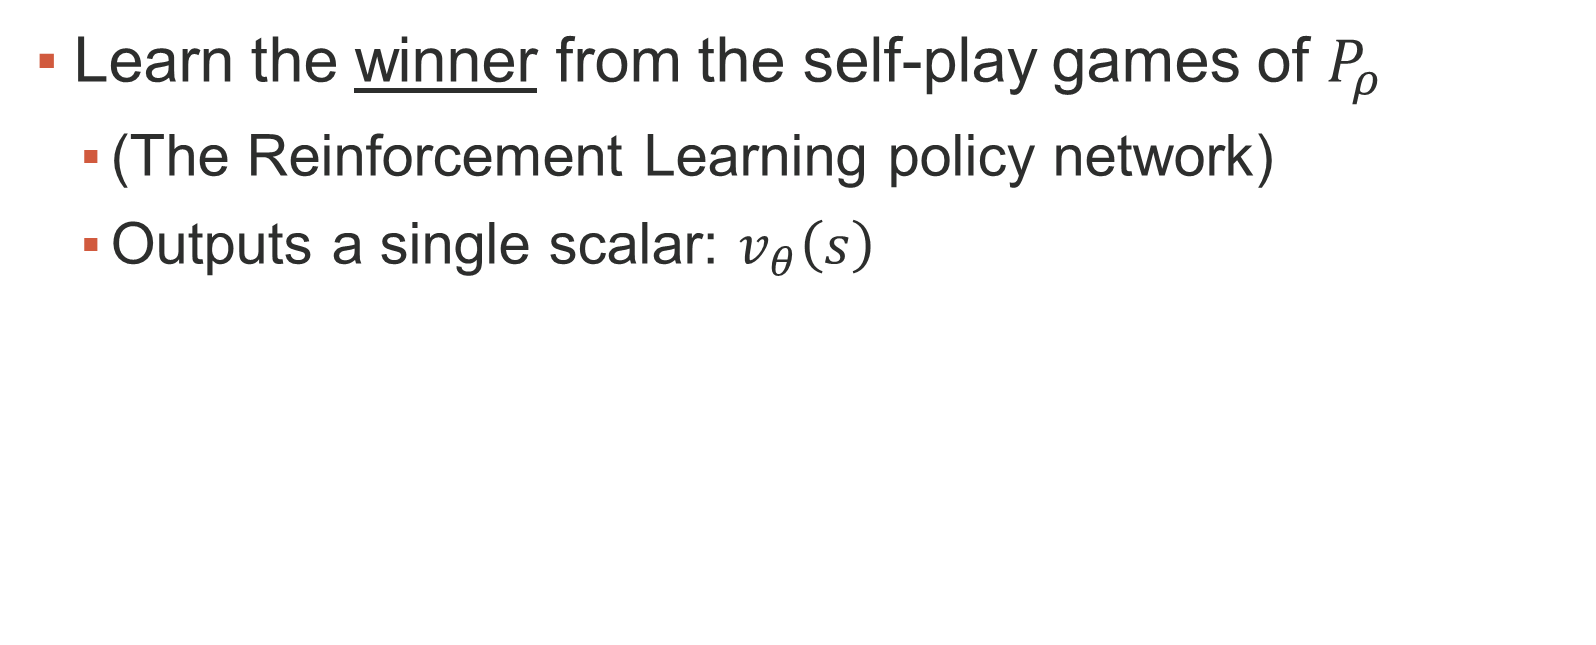 ▪ Learn the winner from the self-play games of 𝑃𝜌
▪ (The Reinforcement Learning policy network)
▪ Outputs a single scalar: 𝑣𝜃(𝑠)